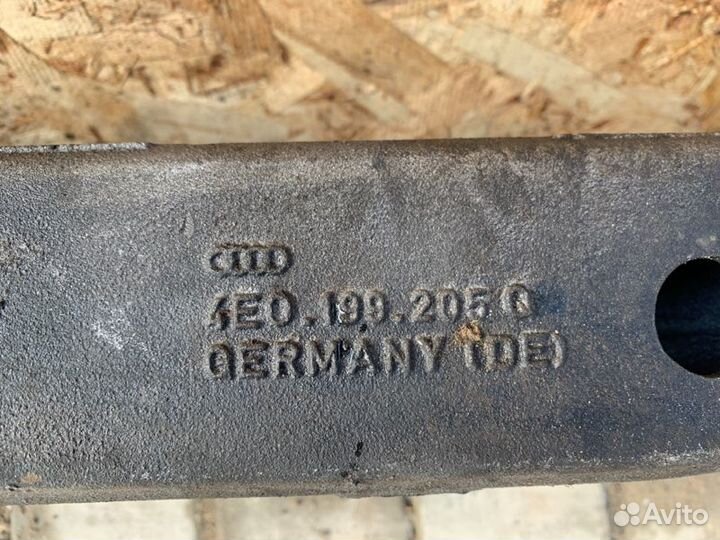 4E0.199.205 G
GERMANY (DE)
Avito